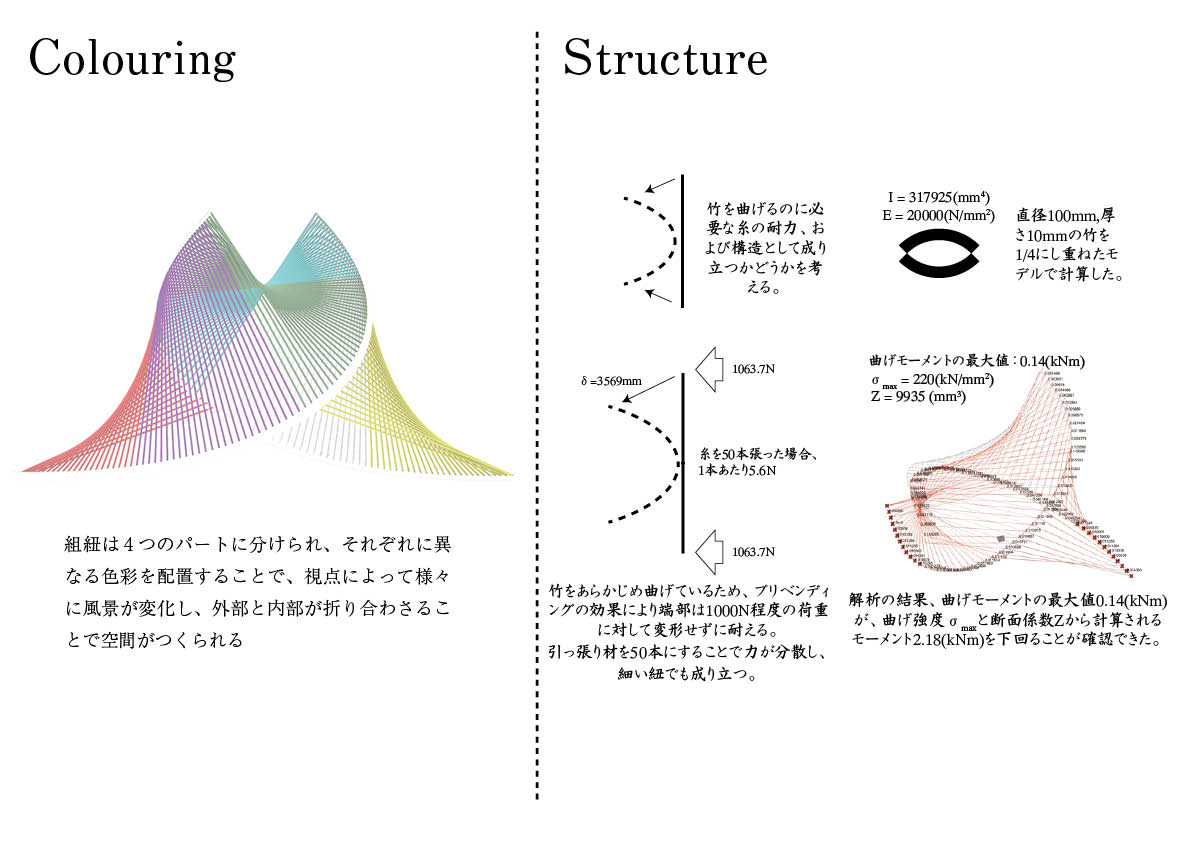 Colouring
組紐は４つのパートに分けられ、それぞれに異
なる色彩を配置することで、視点によって様々
に風景が変化し、外部と内部が折り合わさるこ
とで空間がつくられる
Structure
竹を曲げるのに必
要な糸の耐力、お
よび構造として成り
立つかどうかを考
える。
I = 317925(mm⁴)
E = 20000(N/mm²)
直径100mm,厚
さ10mmの竹を
1/4にし重ねたモ
デルで計算した。
1063.7N
δ =3569mm
糸を50本張った場合、
1本あたり5.6N
1063.7N
竹をあらかじめ曲げているため、プリベンディ
ングの効果により端部は1000N程度の荷重
に対して変形せずに耐える。
引っ張り材を50本にすることで力が分散し、
細い紐でも成り立つ。
曲げモーメントの最大値：0.14(kNm)
σ max = 220(kN/mm²)
Z = 9935 (mm³)
解析の結果、曲げモーメントの最大値0.14(kNm)
が、曲げ強度 σ maxと断面係数Zから計算される
モーメント2.18(kNm)を下回ることが確認できた。